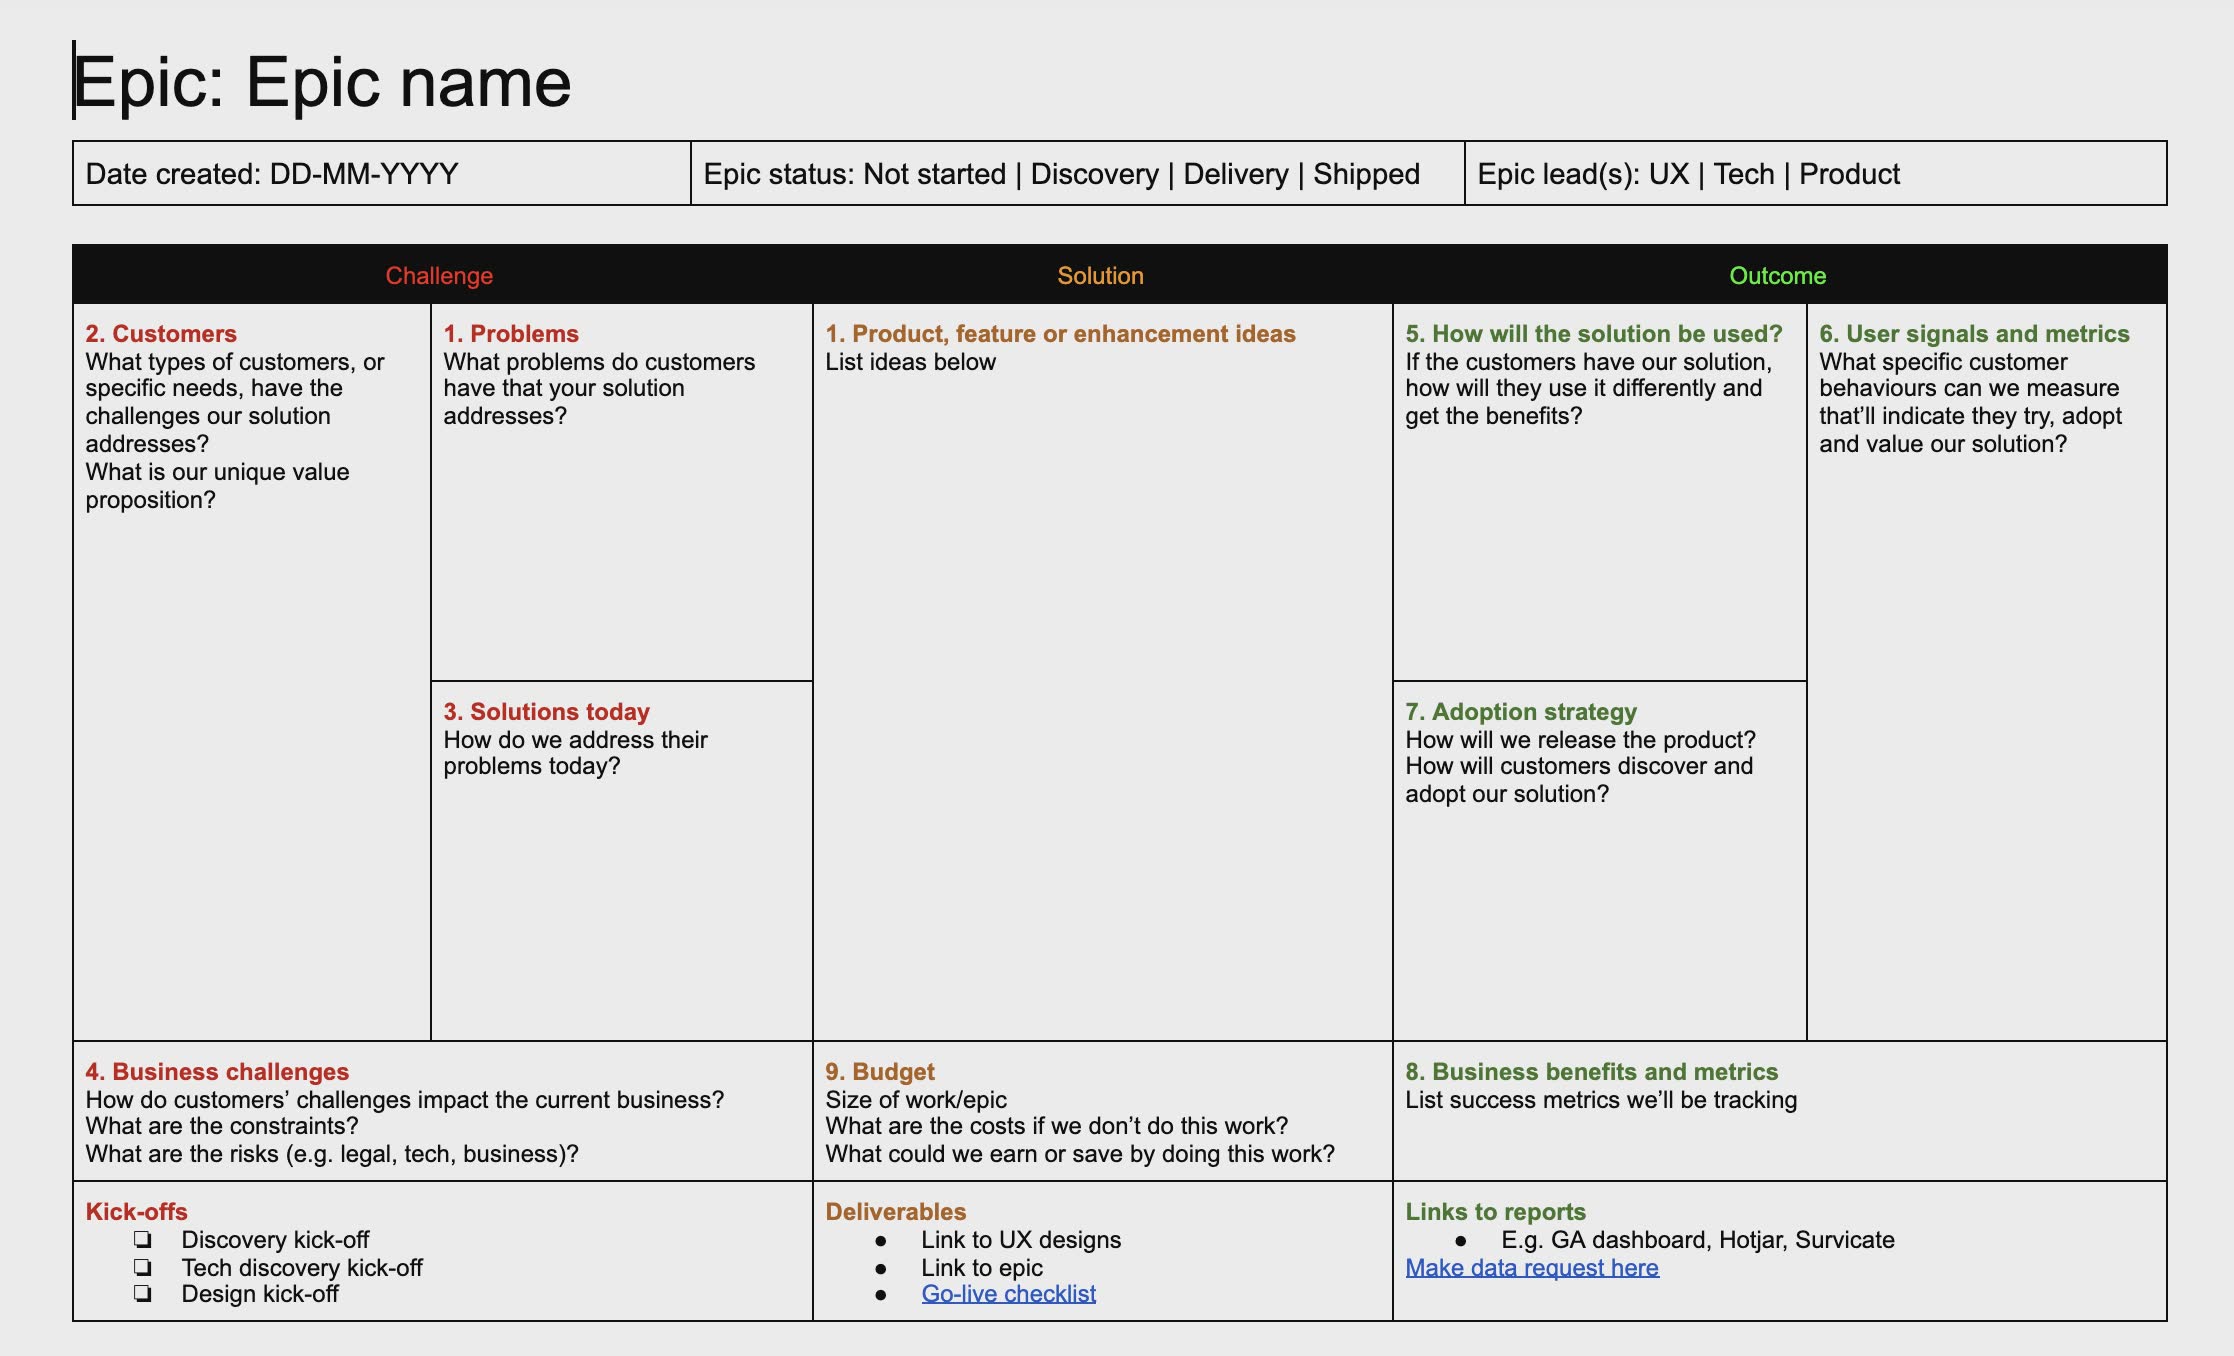 Epic: Epic name
Date created: DD-MM-YYYY
Epic status: Not started | Discovery | Delivery | Shipped
Epic lead(s): UX | Tech | Product
Challenge
Solution
Outcome
2. Customers
What types of customers, or
specific needs, have the
challenges our solution
addresses?
What is our unique value
proposition?
1. Problems
What problems do customers
have that your solution
addresses?
3. Solutions today
How do we address their
problems today?
1. Product, feature or enhancement ideas
List ideas below
5. How will the solution be used?
If the customers have our solution,
how will they use it differently and
get the benefits?
7. Adoption strategy
How will we release the product?
How will customers discover and
adopt our solution?
6. User signals and metrics
What specific customer
behaviours can we measure
that’ll indicate they try, adopt
and value our solution?
4. Business challenges
How do customers’ challenges impact the current business?
What are the constraints?
What are the risks (e.g. legal, tech, business)?
9. Budget
Size of work/epic
What are the costs if we don’t do this work?
What could we earn or save by doing this work?
8. Business benefits and metrics
List success metrics we’ll be tracking
Kick-offs
❏ Discovery kick-off
❏ Tech discovery kick-off
❏ Design kick-off
Deliverables
● Link to UX designs
● Link to epic
● Go-live checklist
Links to reports
● E.g. GA dashboard, Hotjar, Survicate
Make data request here